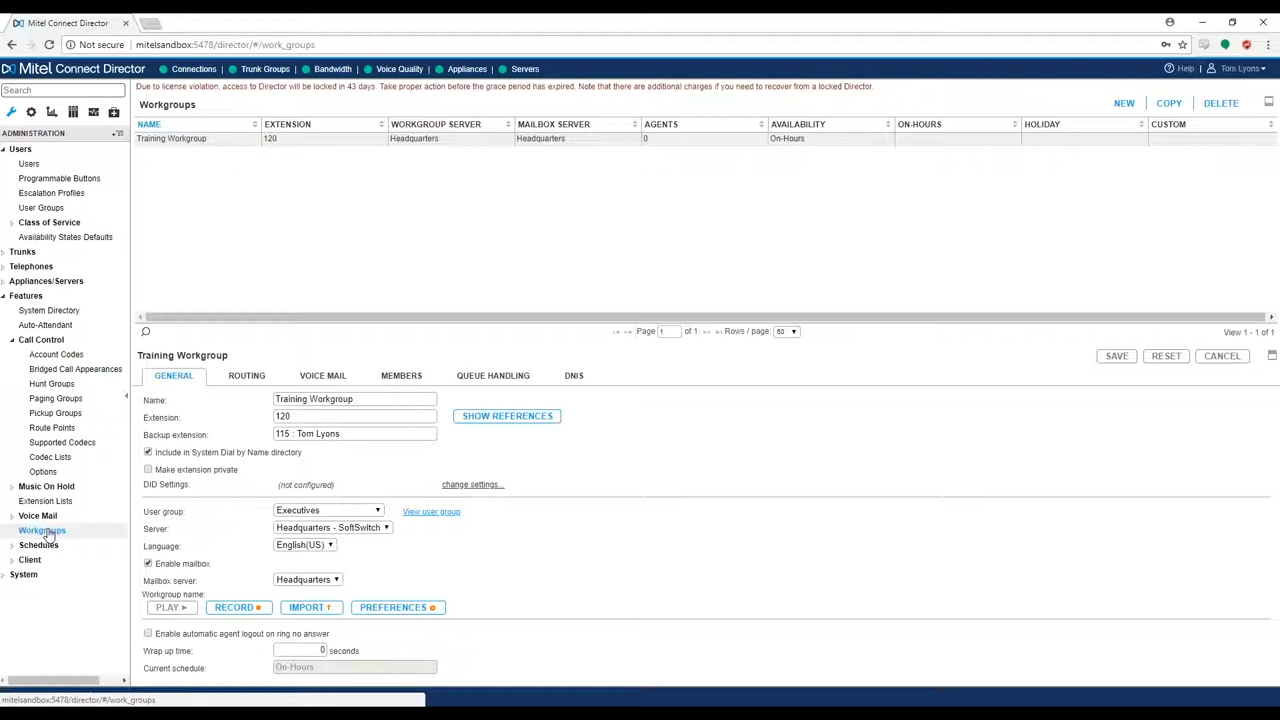 Mitel Connect Director
Not secure mitelsandbox:5478/director/#/work_groups
Mitel Connect Director Connections Trunk Groups Bandwidth Voice Quality Appliances Servers Help Tom Lyons
Search
Due to license violation, access to Director will be locked in 43 days. Take proper action before the grace period has expired. Note that there are additional charges if you need to recover from a locked Director.
Workgroups NEW COPY DELETE
NAME EXTENSION WORKGROUP SERVER MAILBOX SERVER AGENTS AVAILABILITY ON-HOURS HOLIDAY CUSTOM
Training Workgroup 120 Headquarters Headquarters 0 On-Hours
ADMINISTRATION
Users
Users
Programmable Buttons
Escalation Profiles
User Groups
Class of Service
Availability States Defaults
Trunks
Telephones
Appliances/Servers
Features
System Directory
Auto-Attendant
Call Control
Account Codes
Bridged Call Appearances
Hunt Groups
Paging Groups
Pickup Groups
Route Points
Supported Codecs
Codec Lists
Options
Music On Hold
Extension Lists
Voice Mail
Workgroups
Schedules
Client
System
Page 1 of 1 Rows / page: 50 View 1 - 1 of 1
Training Workgroup SAVE RESET CANCEL
GENERAL ROUTING VOICE MAIL MEMBERS QUEUE HANDLING DNIS
Name: Training Workgroup
Extension: 120 SHOW REFERENCES
Backup extension: 115 : Tom Lyons
Include in System Dial by Name directory
Make extension private
DID Settings. (not configured) change settings...
User group: Executives View user group
Server: Headquarters - SoftSwitch
Language: English(US)
Enable mailbox
Mailbox server: Headquarters
Workgroup name:
PLAY RECORD IMPORT PREFERENCES
Enable automatic agent logout on ring no answer
Wrap up time: 0 seconds
Current schedule: On-Hours
mitelsandbox:5478/director/#/work_groups